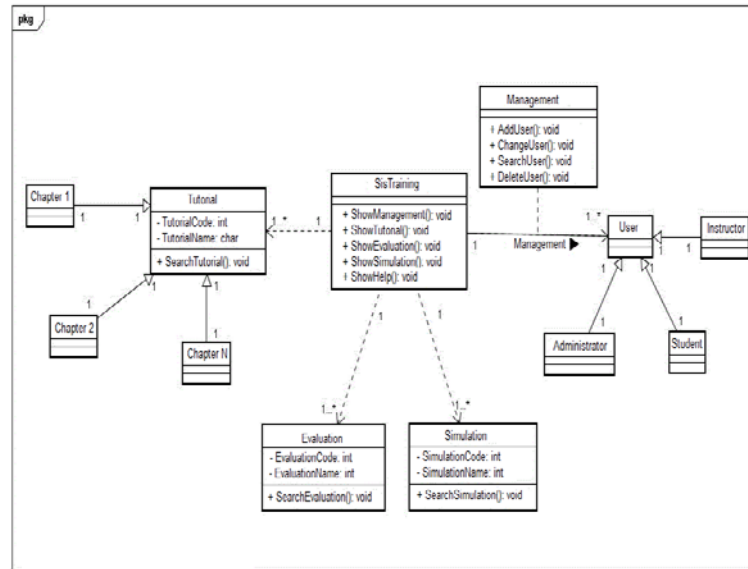 pkg
Management
+ AddUser(): void
+ ChangeUser(): void
+ SearchUser(): void
+ DeleteUser(): void
Chapter 1
1
1
Tutorial
- TutorialCode: int
- TutorialName: char
+ SearchTutorial(): void
1..*
1
SisTraining
+ ShowManagement(): void
+ ShowTutorial(): void
+ ShowEvaluation(): void
+ ShowSimulation(): void
+ ShowHelp(): void
1
Management
1..*
User
1
1
Instructor
1
1
Chapter 2
1
1
Chapter N
1
1
1
1
Administrator
1
1
Student
1..*
1..*
Evaluation
- EvaluationCode: int
- EvaluationName: int
+ SearchEvaluation(): void
Simulation
- SimulationCode: int
- SimulationName: int
+ SearchSimulation(): void